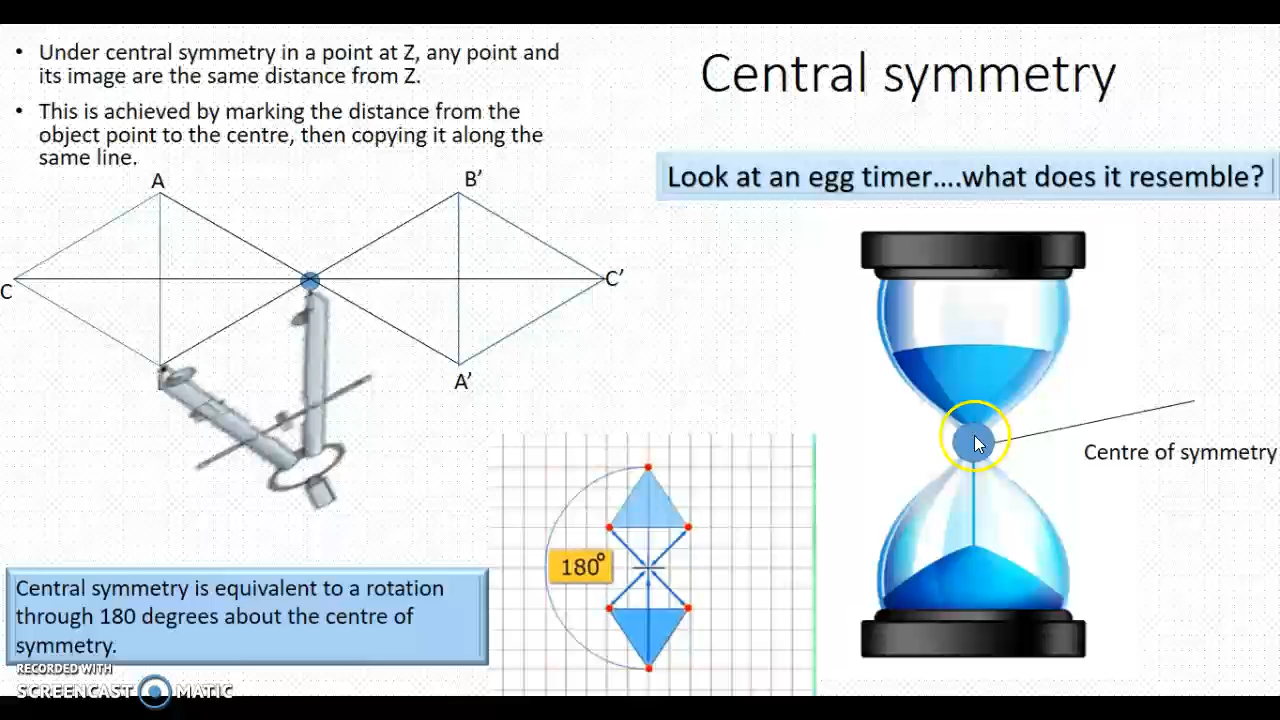 • Under central symmetry in a point at Z, any point and
its image are the same distance from Z.
• This is achieved by marking the distance from the
object point to the centre, then copying it along the
same line.
Central symmetry
Look at an egg timer....what does it resemble?
A
B’
C
C’
A’
Centre of symmetry
180°
Central symmetry is equivalent to a rotation
through 180 degrees about the centre of
symmetry.
RECORDED WITH
SCREENCAST MATIC